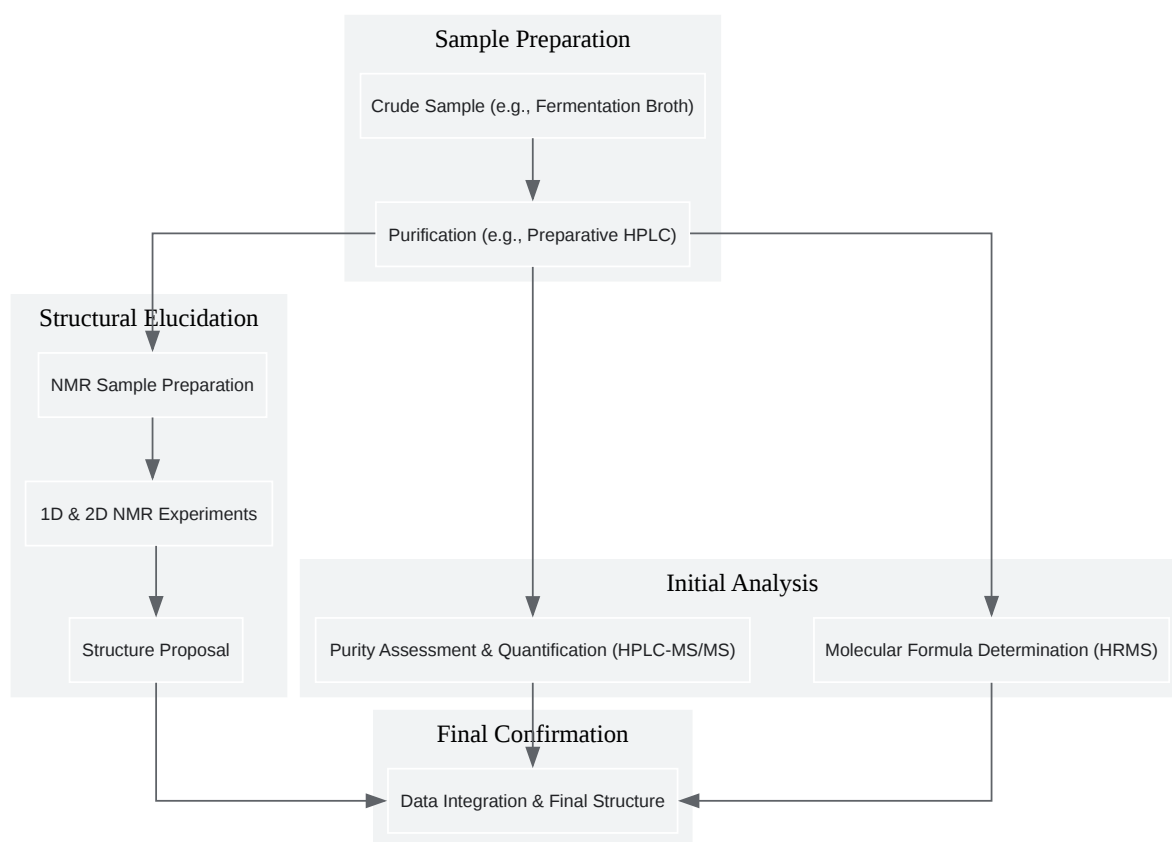 Sample Preparation
Crude Sample (e.g., Fermentation Broth)
Purification (e.g., Preparative HPLC)
Structural Elucidation
NMR Sample Preparation
1D & 2D NMR Experiments
Structure Proposal
Initial Analysis
Purity Assessment & Quantification (HPLC-MS/MS)
Molecular Formula Determination (HRMS)
Final Confirmation
Data Integration & Final Structure